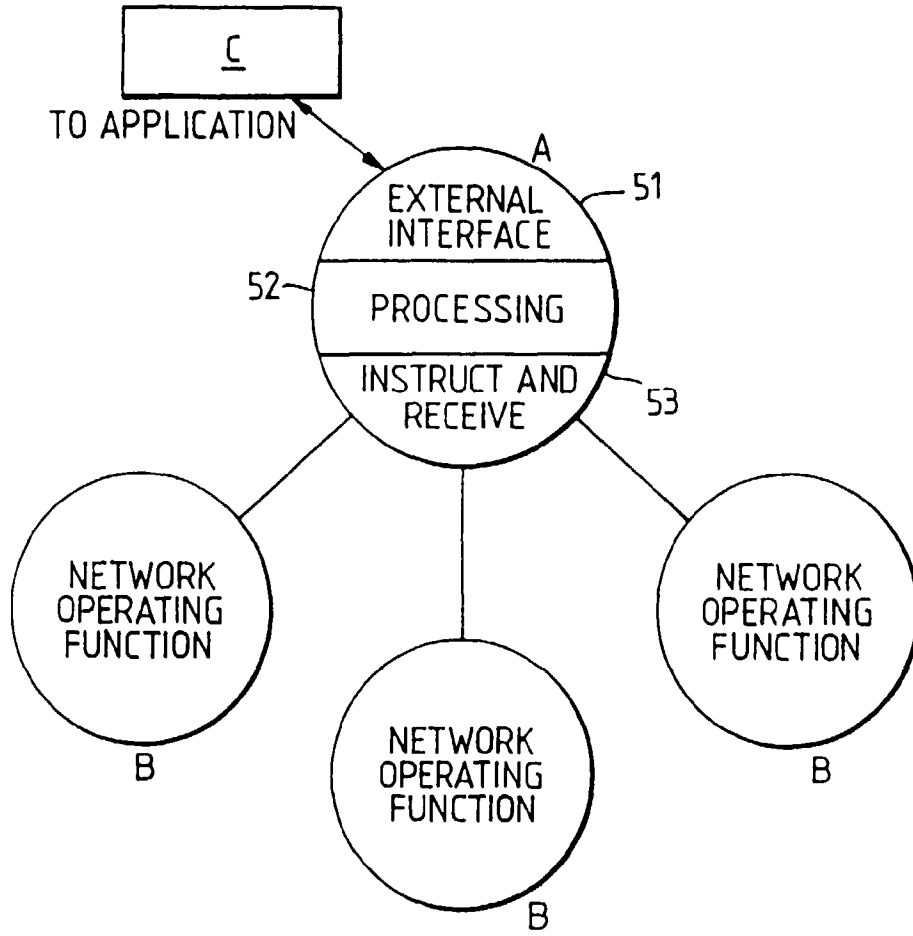 C
TO APPLICATION
A
51
EXTERNAL
INTERFACE
52
PROCESSING
INSTRUCT AND
RECEIVE
53
NETWORK
OPERATING
FUNCTION
B
NETWORK
OPERATING
FUNCTION
B
NETWORK
OPERATING
FUNCTION
B